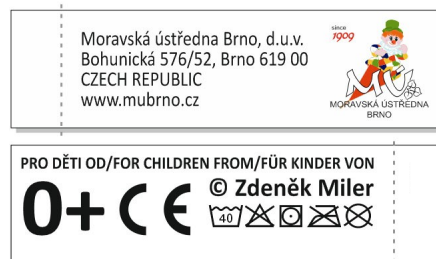 Moravská ústředna Brno, d.u.v.
Bohunická 576/52, Brno 619 00
CZECH REPUBLIC
www.mubrno.cz
since
1909
MÚ
MORAVSKÁ ÚSTŘEDNA
BRNO
PRO DĚTI OD/FOR CHILDREN FROM/FÜR KINDER VON
0+ CE
© Zdeněk Miler
40